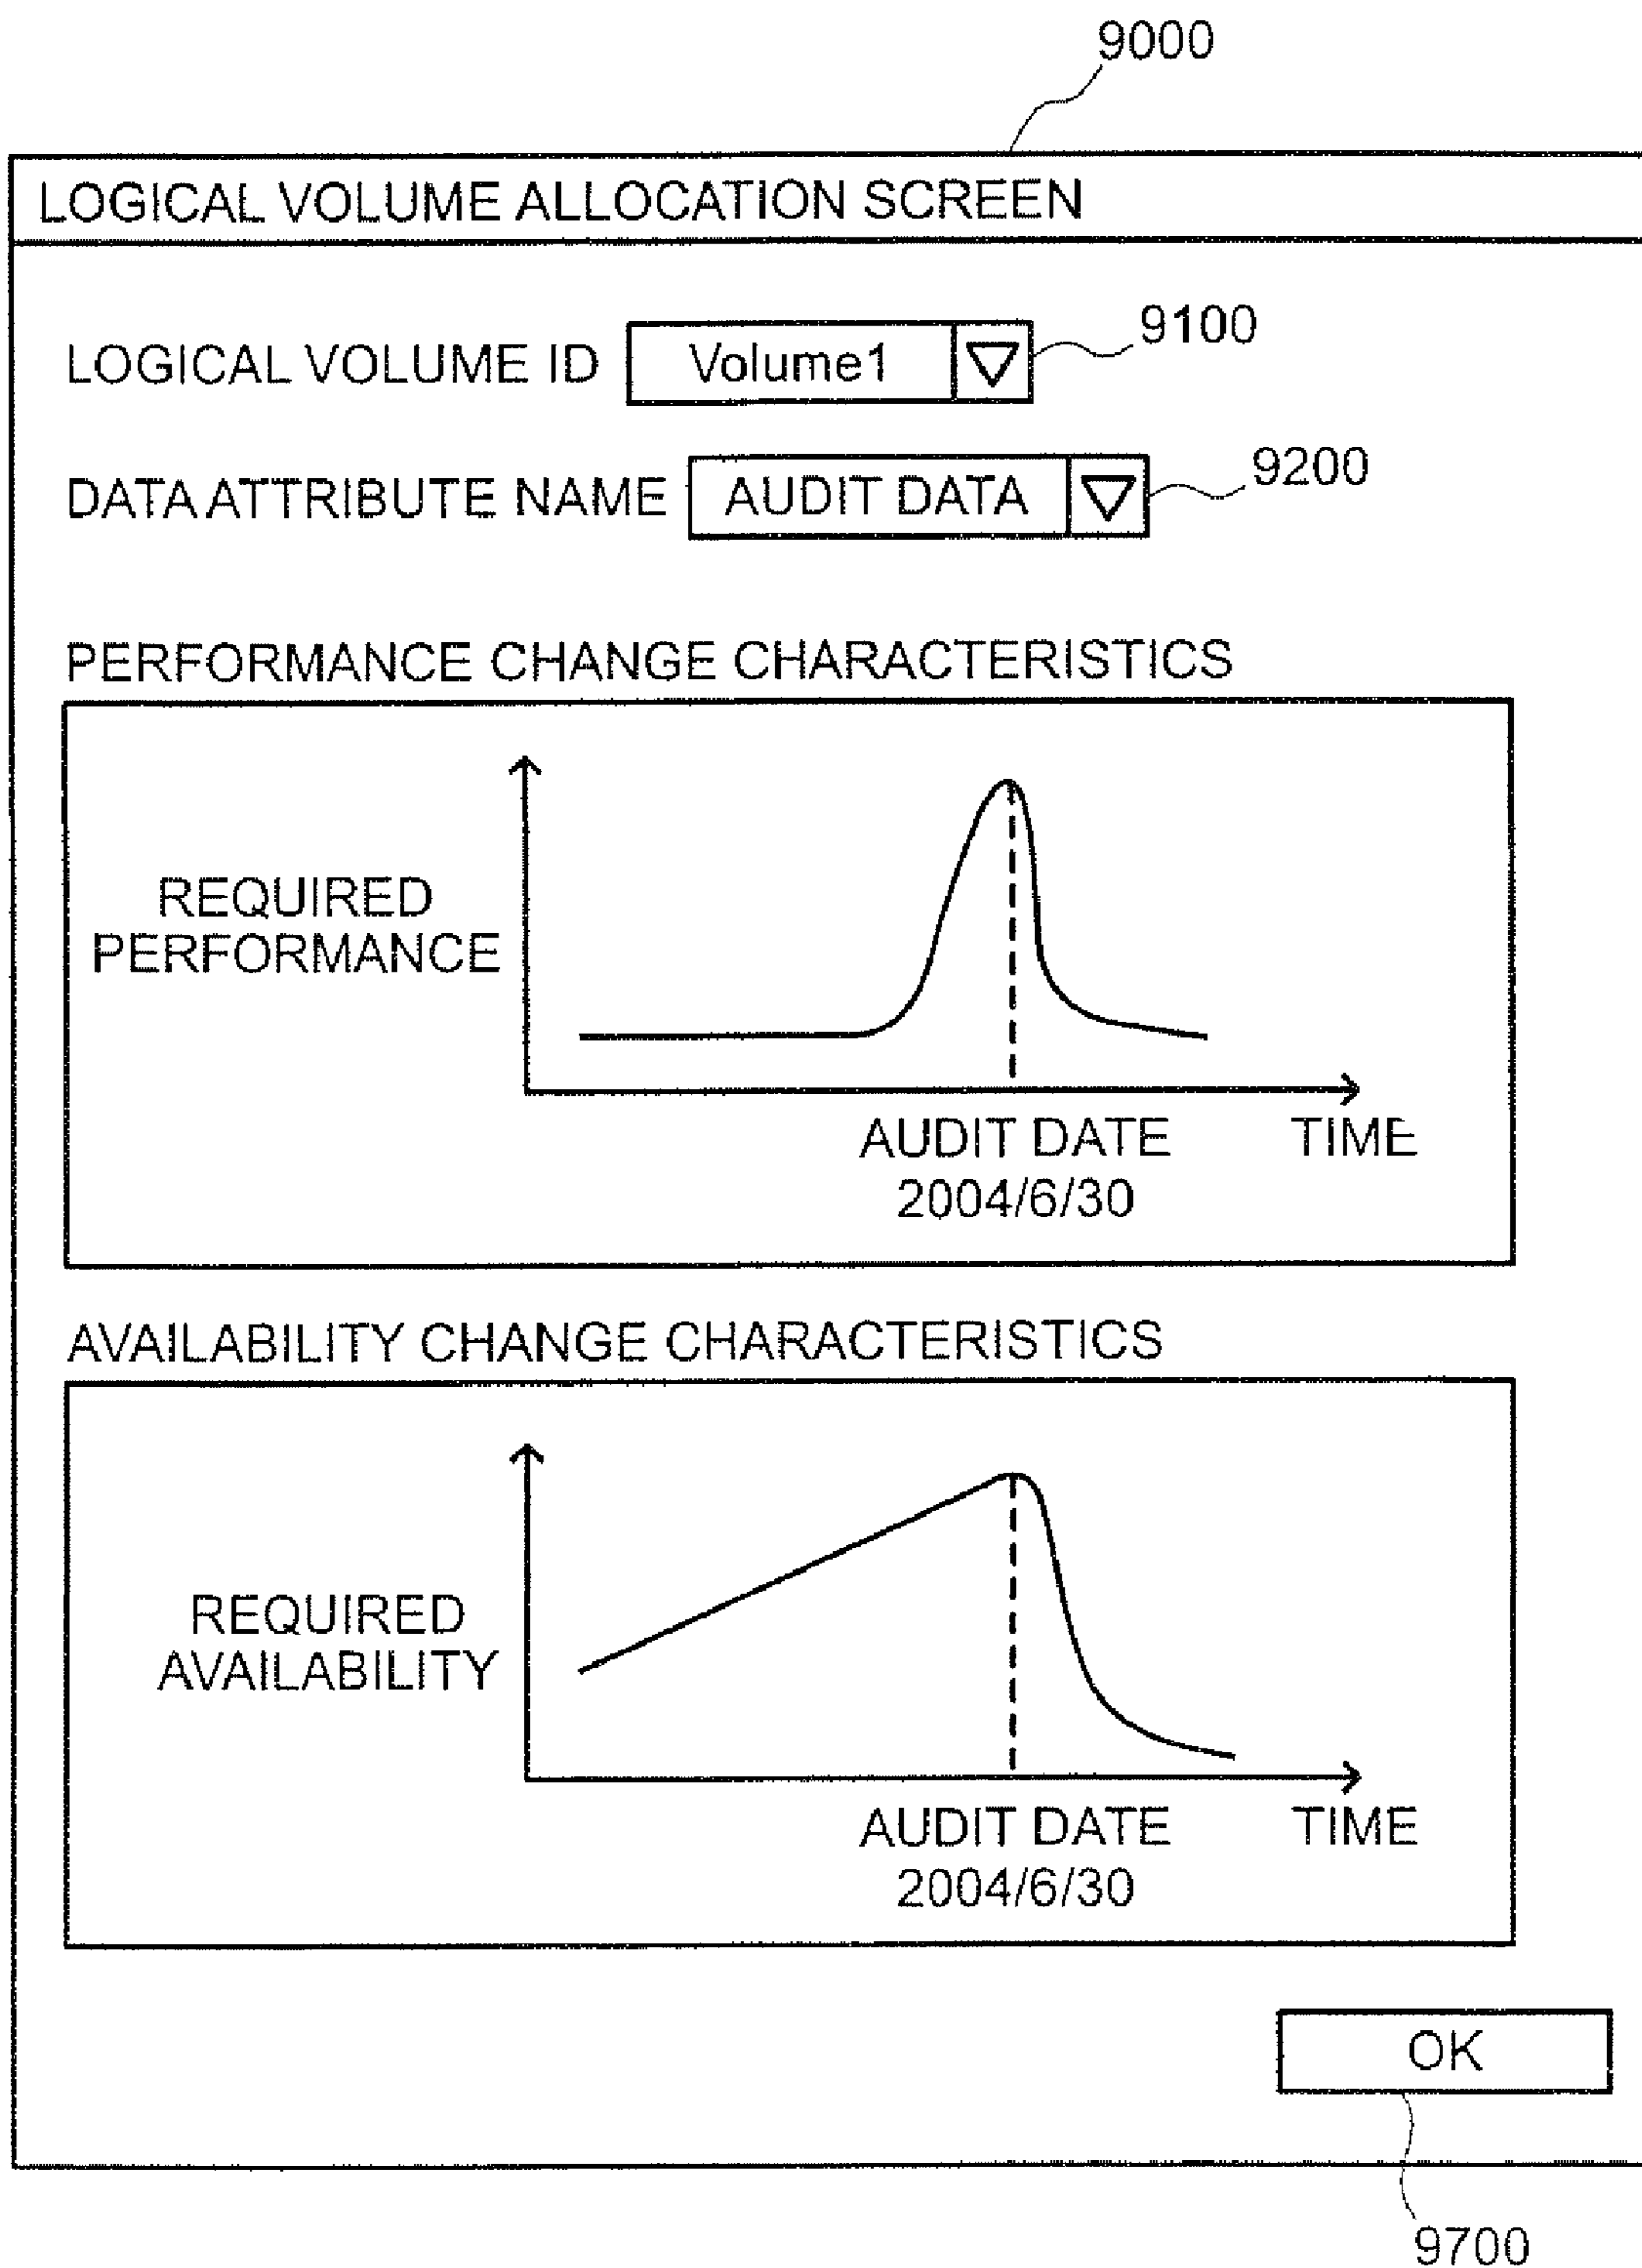 9000
LOGICAL VOLUME ALLOCATION SCREEN
LOGICAL VOLUME ID Volume1 9100
DATA ATTRIBUTE NAME AUDIT DATA 9200
PERFORMANCE CHANGE CHARACTERISTICS
REQUIRED
PERFORMANCE
AUDIT DATE TIME
2004/6/30
AVAILABILITY CHANGE CHARACTERISTICS
REQUIRED
AVAILABILITY
AUDIT DATE TIME
2004/6/30
OK
9700